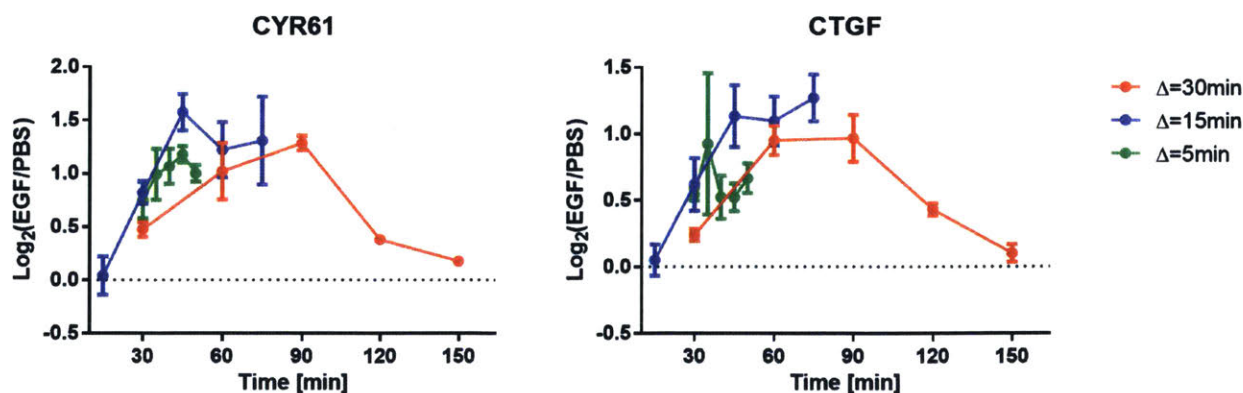 CYR61
Log₂(EGF/PBS)
2.0
1.5
1.0
0.5
0.0
-0.5
30 60 90 120 150
Time [min]
CTGF
Log₂(EGF/PBS)
1.5
1.0
0.5
0.0
-0.5
30 60 90 120 150
Time [min]
Δ=30min
Δ=15min
Δ=5min